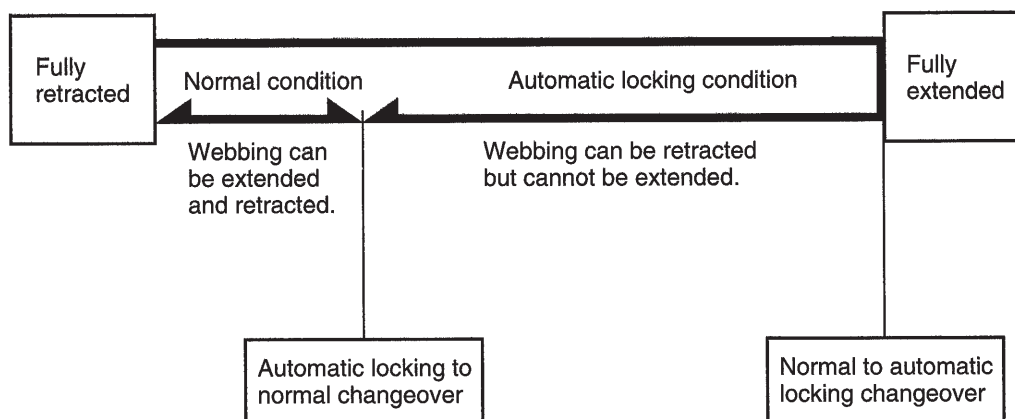 Fully
retracted
Normal condition
Automatic locking condition
Fully
extended
Webbing can
be extended
and retracted.
Webbing can be retracted
but cannot be extended.
Automatic locking to
normal changeover
Normal to automatic
locking changeover